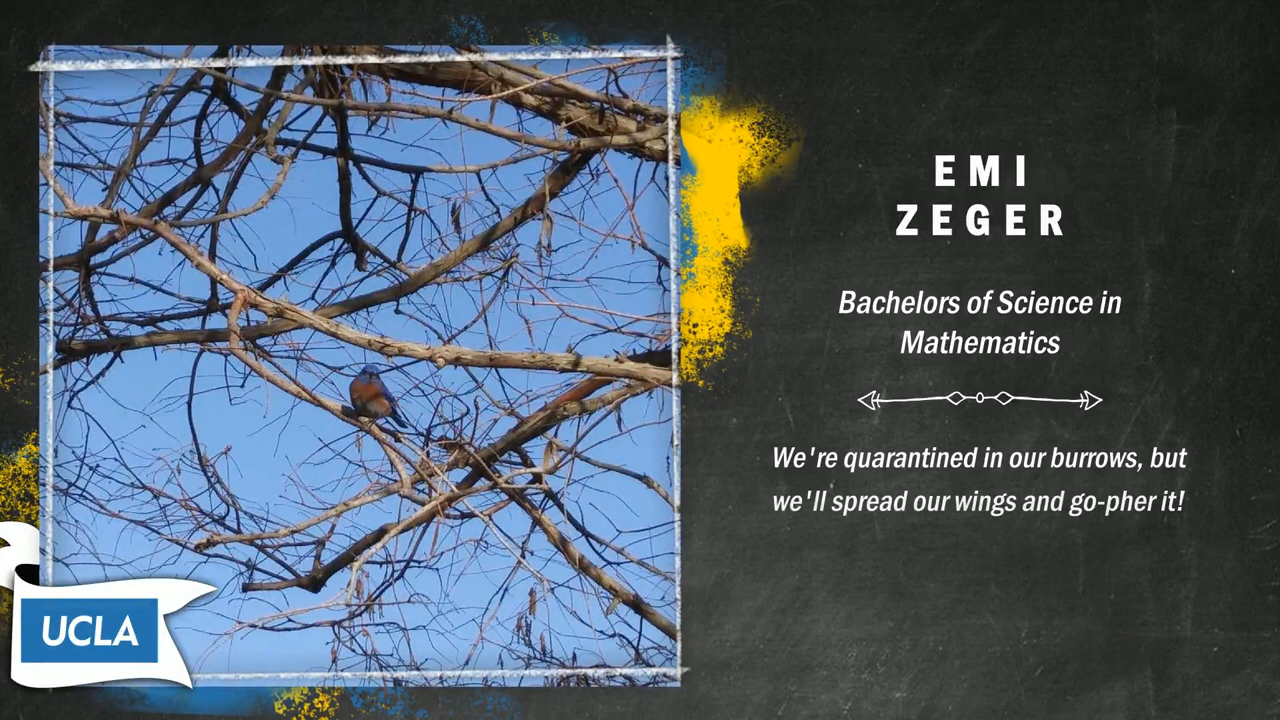 EMI
ZEGER
Bachelors of Science in
Mathematics
We're quarantined in our burrows, but
we'll spread our wings and go-pher it!
UCLA